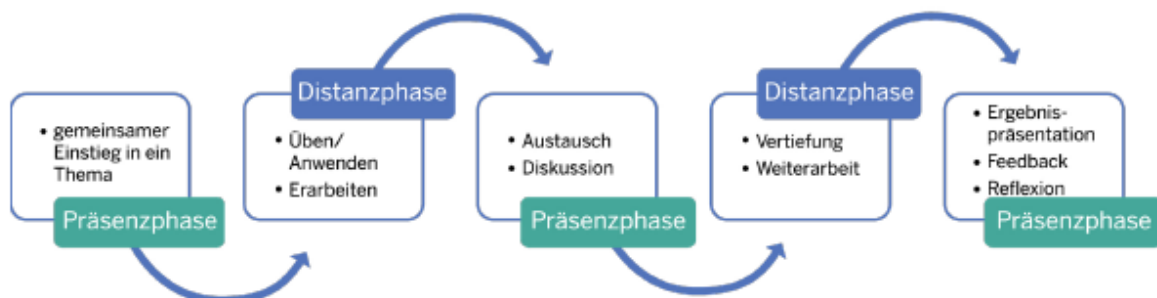 • gemeinsamer
Einstieg in ein
Thema
Präsenzphase
Distanzphase
• Üben/
Anwenden
• Erarbeiten
• Austausch
• Diskussion
Präsenzphase
Distanzphase
• Vertiefung
• Weiterarbeit
• Ergebnis-
präsentation
• Feedback
• Reflexion
Präsenzphase